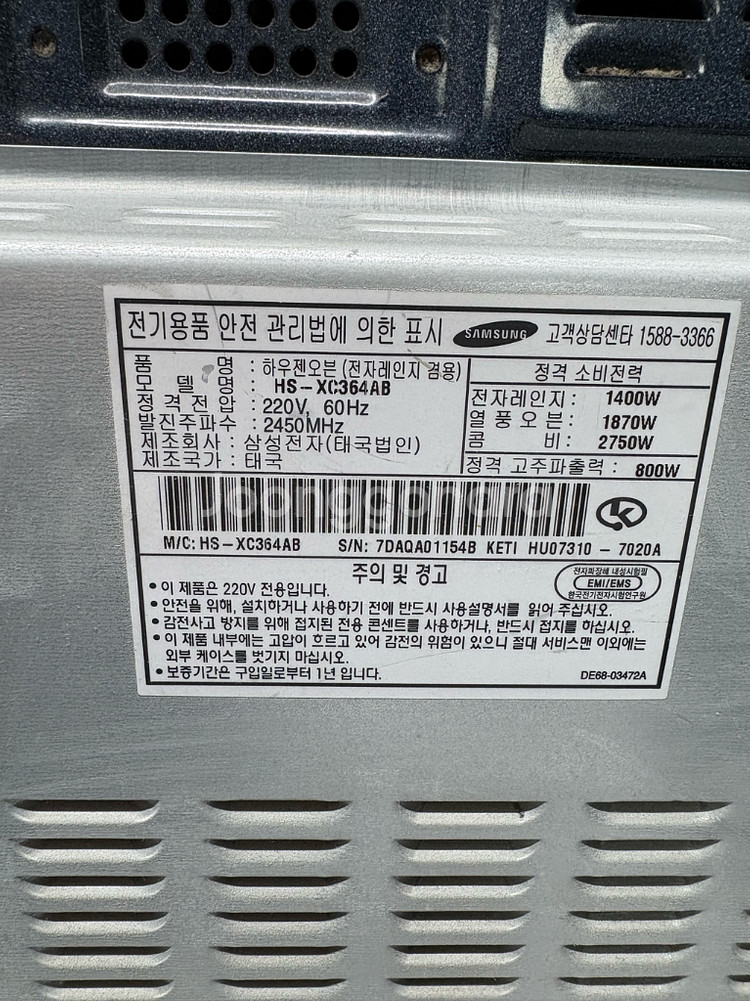 전기용품 안전 관리법에 의한 표시 SAMSUNG 고객상담센타 1588-3366
품 명 : 하우젠오븐 (전자레인지 겸용)
모 델 명 : HS-XC364AB
정격 전압 : 220V, 60Hz
발진주파수 : 2450MHz
제조회사 : 삼성전자(태국법인)
제조국가 : 태국
정격 소비전력
전자레인지 : 1400W
열 풍 오 븐 : 1870W
콤 비 : 2750W
정격 고주파출력 : 800W
Joonggonara
M/C: HS-XC364AB S/N: 7DAQA01154B KETI HU07310-7020A
주의 및 경고
전자파장해 내성시험필
EMI/EMS
한국전기전자시험연구원
• 이 제품은 220V 전용입니다.
• 안전을 위해, 설치하거나 사용하기 전에 반드시 사용설명서를 읽어 주십시오.
• 감전사고 방지를 위해 접지된 전용 콘센트를 사용하거나, 반드시 접지를 하십시오.
• 이 제품 내부에는 고압이 흐르고 있어 감전의 위험이 있으니 절대 서비스맨 이외에는
외부 케이스를 벗기지 마십시오.
• 보증기간은 구입일로부터 1년 입니다.
DE68-03472A